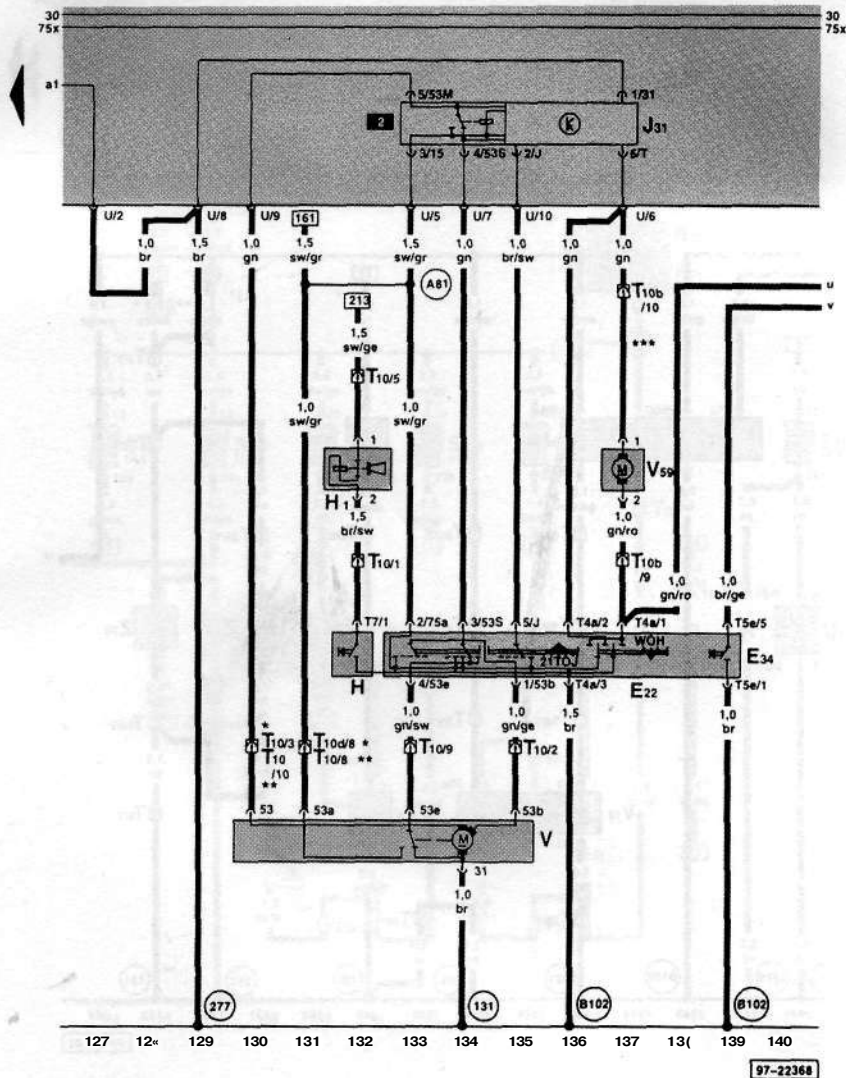 30 30
75x 75x
a1
5/53M 1/31
2 K J31
3/15 4/53S 2/J 6/T
U/2 U/8 U/9 161 U/5 U/7 U/10 U/6
1,0 1,5 1,0 1,5 1,5 1,0 1,0 1,0 1,0
br br gn sw/gr sw/gr gn br/sw gn gn
A81
213
T10b
/10
u
v
1,5
sw/ge
***
T10/5
1,0 1,0
sw/gr sw/gr
1 1
M V59
H1 2 2
1,5 1,0
br/sw gn/ro
T10/1 T10b
/9
1,0 1,0
gn/ro br/ge
T7/1 2/75a 3/53S 5/J T4a/2 T4a/1 T5e/5
WOH
21TOJ
E34
H 4/53e 1/53b T4a/3 E22 T5e/1
1,0 1,0 1,5 1,0
gn/sw gn/ge br br
* T10/3 T10d/8 * T10/9 T10/2
T10 T10/8 **
/10
**
53 53a 53e 53b
M V
31
1,0
br
277 131 B102 B102
127 12« 129 130 131 132 133 134 135 136 137 13( 139 140
97-22368